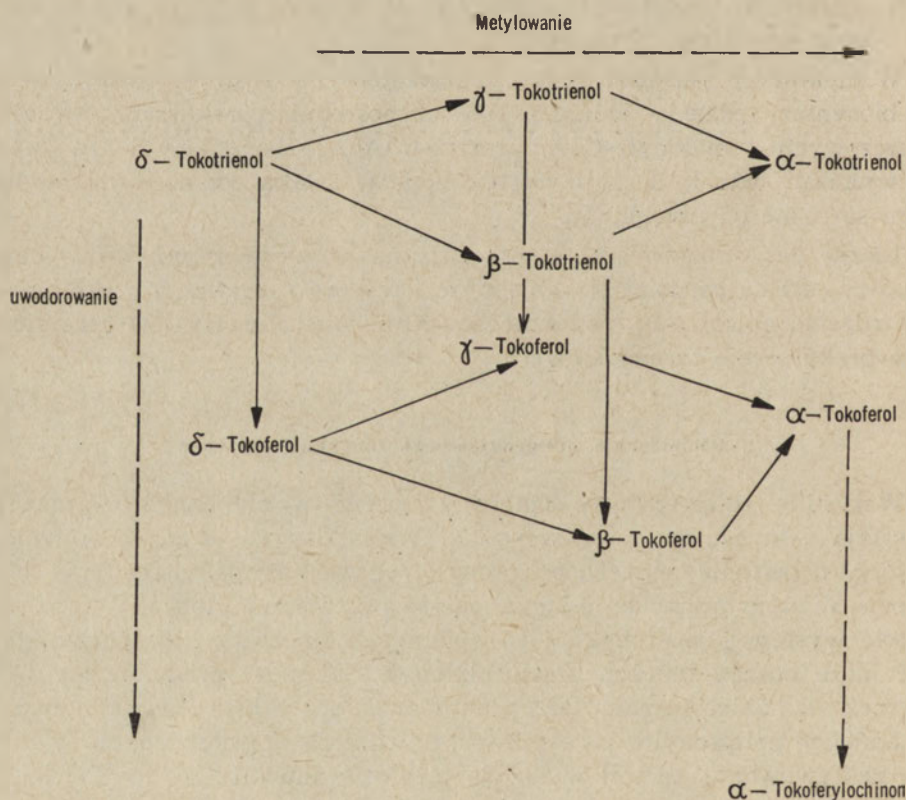 Metylowanie
γ – Tokotrienol
δ – Tokotrienol
α – Tokotrienol
β – Tokotrienol
uwodorowanie
γ – Tokoferol
α – Tokoferol
δ – Tokoferol
β – Tokoferol
α – Tokoferylochinon